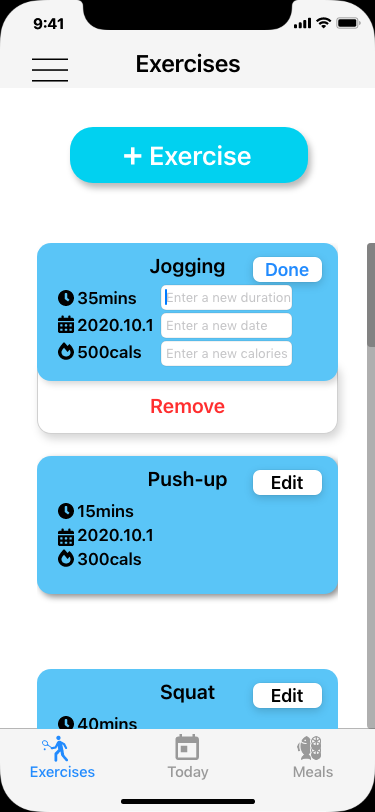 9:41
Exercises
+ Exercise
Jogging
Done
35mins
Enter a new duration
2020.10.1
Enter a new date
500cals
Enter a new calories
Remove
Push-up
Edit
15mins
2020.10.1
300cals
Squat
Edit
40mins
Exercises
Today
Meals